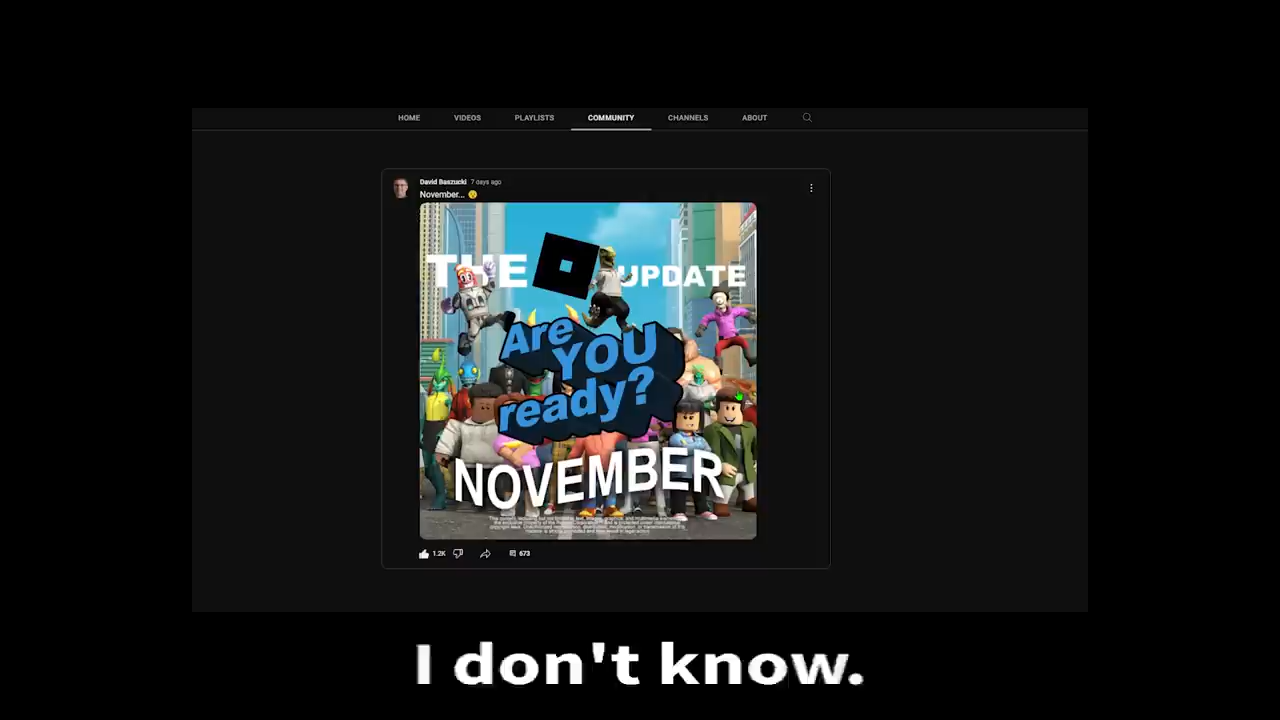 HOME VIDEOS PLAYLISTS COMMUNITY CHANNELS ABOUT
David Baszucki 7 days ago
November... 😯
THE UPDATE
Are
YOU
ready?
NOVEMBER
1.2K 673
I don't know.